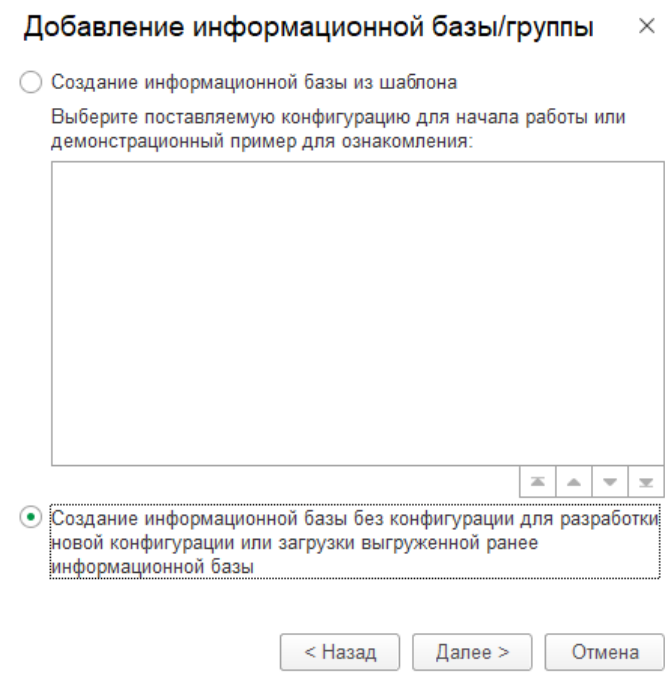 Добавление информационной базы/группы
Создание информационной базы из шаблона
Выберите поставляемую конфигурацию для начала работы или
демонстрационный пример для ознакомления:
Создание информационной базы без конфигурации для разработки
новой конфигурации или загрузки выгруженной ранее
информационной базы
< Назад
Далее >
Отмена